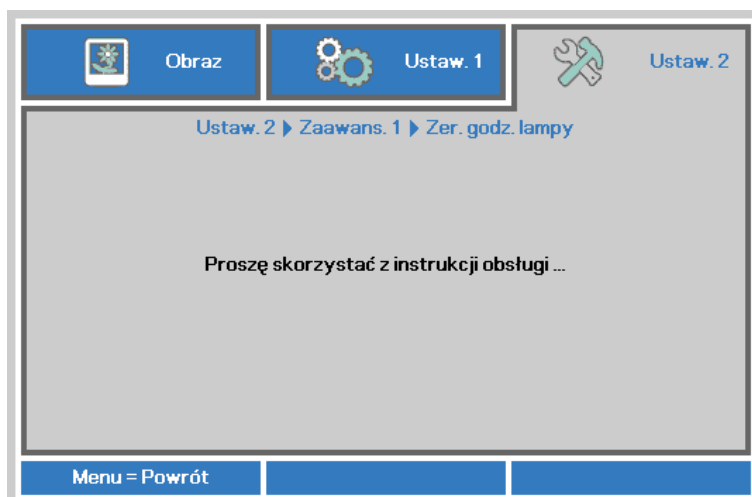 Obraz
Ustaw. 1
Ustaw. 2
Ustaw. 2 ▶ Zaawans. 1 ▶ Zer. godz. lampy
Proszę skorzystać z instrukcji obsługi ...
Menu = Powrót